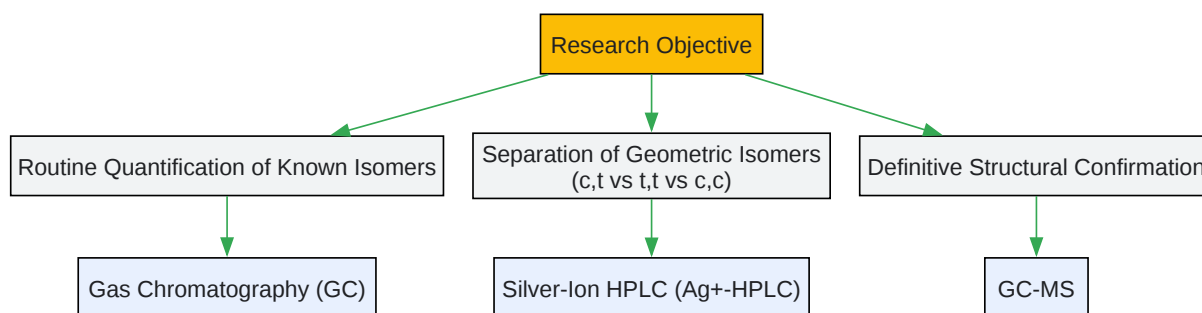 Research Objective
Routine Quantification of Known Isomers
Separation of Geometric Isomers
(c,t vs t,t vs c,c)
Definitive Structural Confirmation
Gas Chromatography (GC)
Silver-Ion HPLC (Ag+-HPLC)
GC-MS